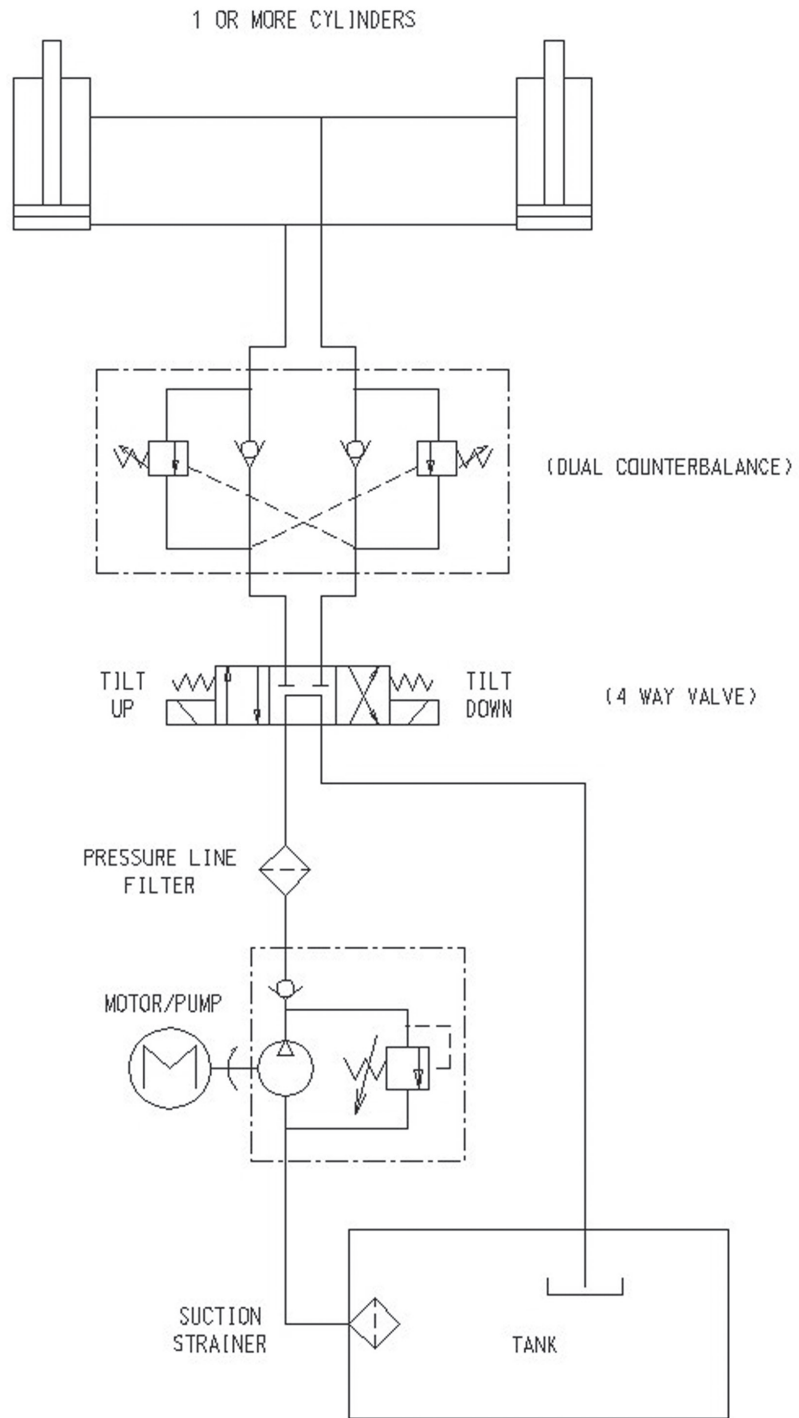 1 OR MORE CYLINDERS
(DUAL COUNTERBALANCE)
TILT
UP
TILT
DOWN
(4 WAY VALVE)
PRESSURE LINE
FILTER
MOTOR/PUMP
M
SUCTION
STRAINER
TANK